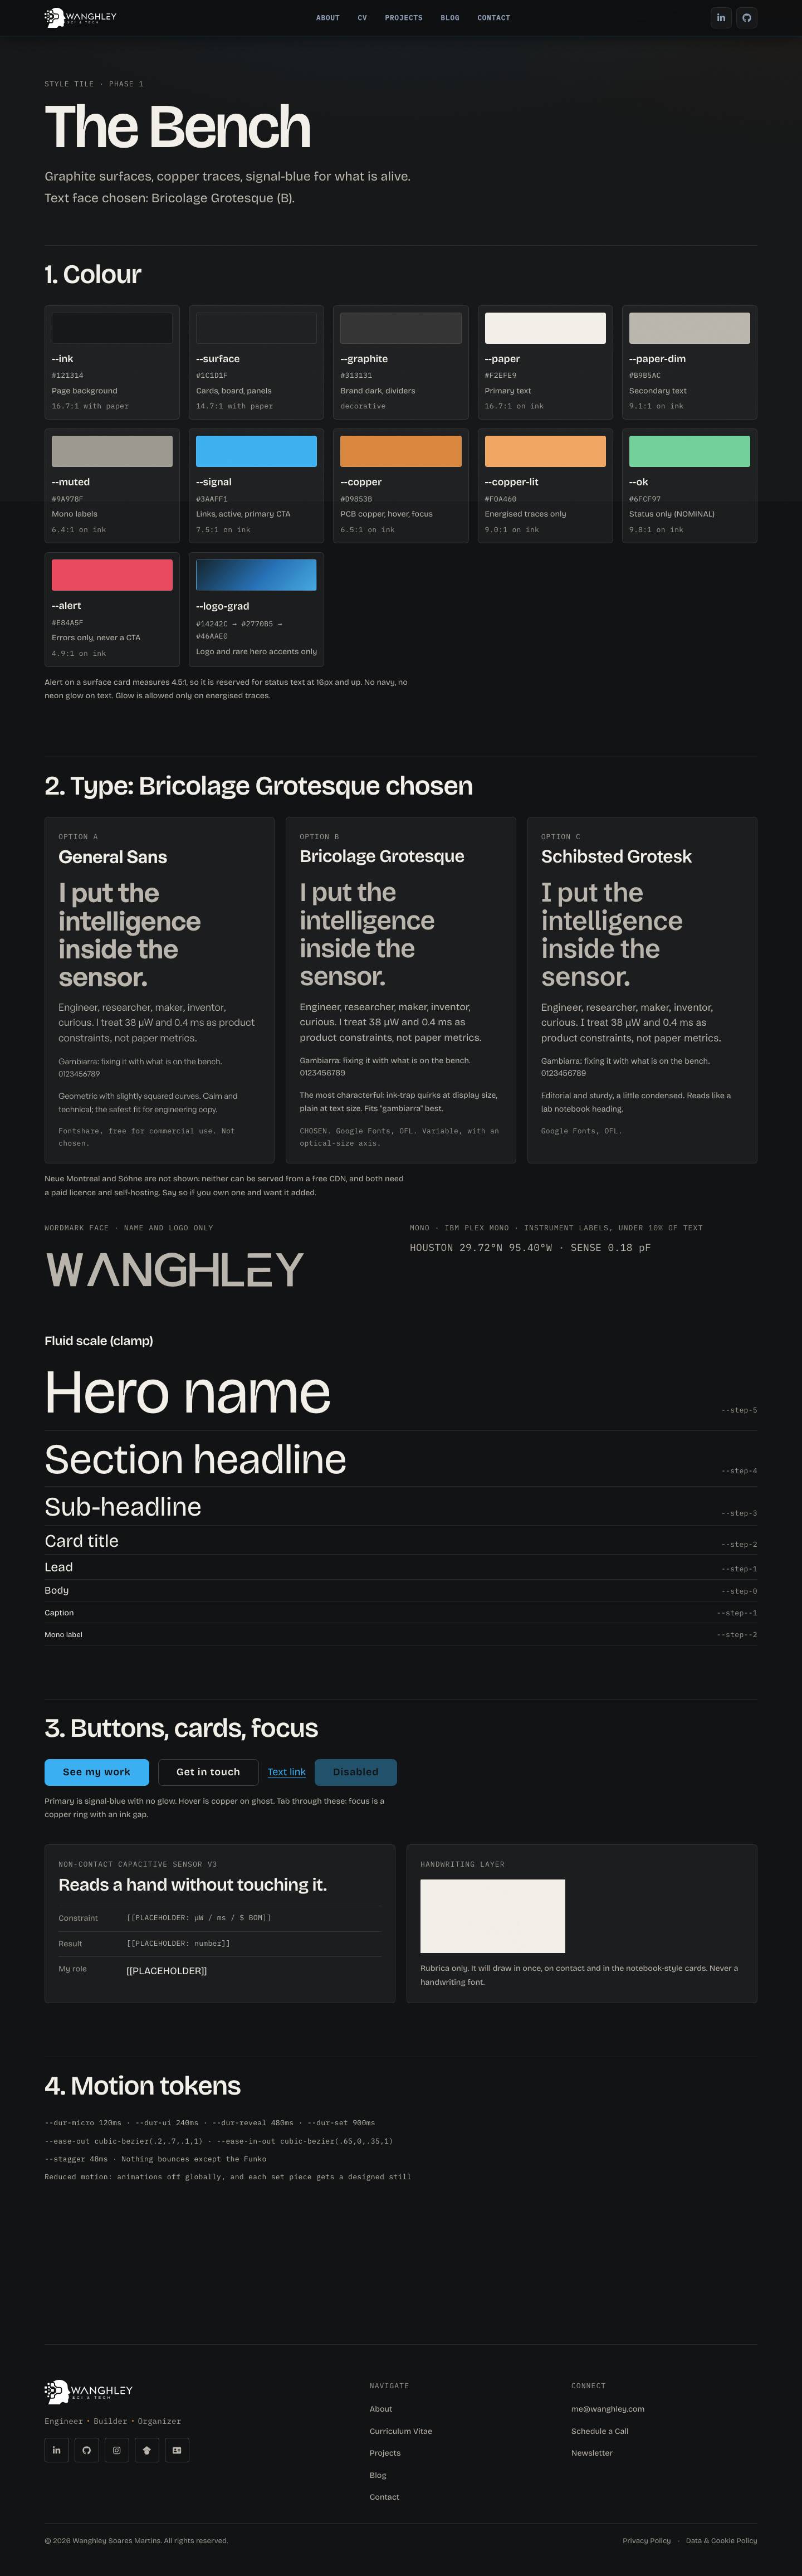 WANGHLEY
SCI & TECH
ABOUT
CV
PROJECTS
BLOG
CONTACT
STYLE TILE · PHASE 1
The Bench
Graphite surfaces, copper traces, signal-blue for what is alive.
Text face chosen: Bricolage Grotesque (B).
1. Colour
--ink
#121314
Page background
16.7:1 with paper
--surface
#1C1D1F
Cards, board, panels
14.7:1 with paper
--graphite
#313131
Brand dark, dividers
decorative
--paper
#F2EFE9
Primary text
16.7:1 on ink
--paper-dim
#B9B5AC
Secondary text
9.1:1 on ink
--muted
#9A978F
Mono labels
6.4:1 on ink
--signal
#3AAFF1
Links, active, primary CTA
7.5:1 on ink
--copper
#D9853B
PCB copper, hover, focus
6.5:1 on ink
--copper-lit
#F0A460
Energised traces only
9.0:1 on ink
--ok
#6FCF97
Status only (NOMINAL)
9.8:1 on ink
--alert
#E84A5F
Errors only, never a CTA
4.9:1 on ink
--logo-grad
#14242C → #2770B5 →
#46AAE0
Logo and rare hero accents only
Alert on a surface card measures 4.5:1, so it is reserved for status text at 16px and up. No navy, no
neon glow on text. Glow is allowed only on energised traces.
2. Type: Bricolage Grotesque chosen
OPTION A
General Sans
I put the
intelligence
inside the
sensor.
Engineer, researcher, maker, inventor,
curious. I treat 38 µW and 0.4 ms as product
constraints, not paper metrics.
Gambiarra: fixing it with what is on the bench.
0123456789
Geometric with slightly squared curves. Calm and
technical; the safest fit for engineering copy.
Fontshare, free for commercial use. Not
chosen.
OPTION B
Bricolage Grotesque
I put the
intelligence
inside the
sensor.
Engineer, researcher, maker, inventor,
curious. I treat 38 µW and 0.4 ms as
product constraints, not paper metrics.
Gambiarra: fixing it with what is on the bench.
0123456789
The most characterful: ink-trap quirks at display size,
plain at text size. Fits "gambiarra" best.
CHOSEN. Google Fonts, OFL. Variable, with an
optical-size axis.
OPTION C
Schibsted Grotesk
I put the
intelligence
inside the
sensor.
Engineer, researcher, maker, inventor,
curious. I treat 38 µW and 0.4 ms as
product constraints, not paper metrics.
Gambiarra: fixing it with what is on the bench.
0123456789
Editorial and sturdy, a little condensed. Reads like a
lab notebook heading.
Google Fonts, OFL.
Neue Montreal and Söhne are not shown: neither can be served from a free CDN, and both need
a paid licence and self-hosting. Say so if you own one and want it added.
WORDMARK FACE · NAME AND LOGO ONLY
WANGHLEY
MONO · IBM PLEX MONO · INSTRUMENT LABELS, UNDER 10% OF TEXT
HOUSTON 29.72°N 95.40°W · SENSE 0.18 pF
Fluid scale (clamp)
Hero name
--step-5
Section headline
--step-4
Sub-headline
--step-3
Card title
--step-2
Lead
--step-1
Body
--step-0
Caption
--step--1
Mono label
--step--2
3. Buttons, cards, focus
See my work
Get in touch
Text link
Disabled
Primary is signal-blue with no glow. Hover is copper on ghost. Tab through these: focus is a
copper ring with an ink gap.
NON-CONTACT CAPACITIVE SENSOR V3
Reads a hand without touching it.
Constraint
[[PLACEHOLDER: µW / ms / $ BOM]]
Result
[[PLACEHOLDER: number]]
My role
[[PLACEHOLDER]]
HANDWRITING LAYER
Rubrica only. It will draw in once, on contact and in the notebook-style cards. Never a
handwriting font.
4. Motion tokens
--dur-micro 120ms · --dur-ui 240ms · --dur-reveal 480ms · --dur-set 900ms
--ease-out cubic-bezier(.2,.7,.1,1) · --ease-in-out cubic-bezier(.65,0,.35,1)
--stagger 48ms · Nothing bounces except the Funko
Reduced motion: animations off globally, and each set piece gets a designed still
WANGHLEY
SCI & TECH
Engineer • Builder • Organizer
NAVIGATE
About
Curriculum Vitae
Projects
Blog
Contact
CONNECT
me@wanghley.com
Schedule a Call
Newsletter
© 2026 Wanghley Soares Martins. All rights reserved.
Privacy Policy · Data & Cookie Policy